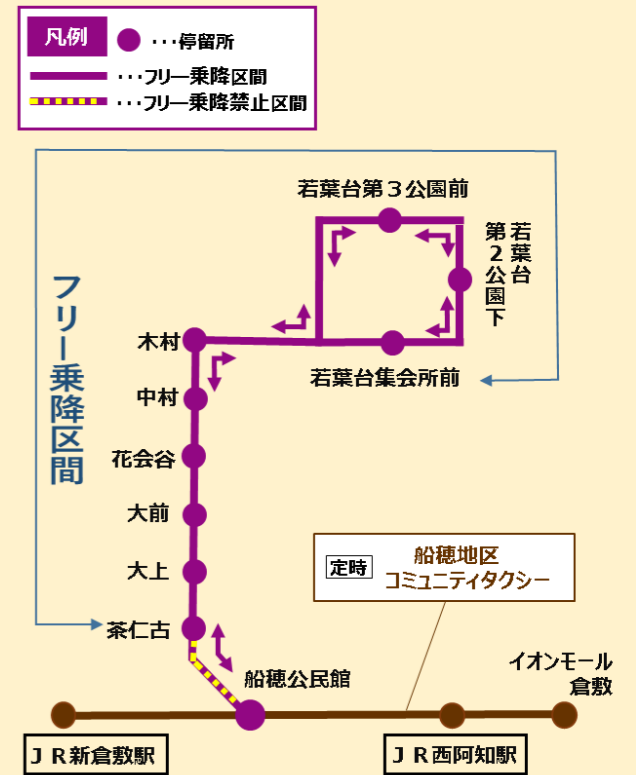 凡例
･･･停留所
･･･フリー乗降区間
･･･フリー乗降禁止区間
若葉台第３公園前
若葉台
第２公園下
フリー乗降区間
木村
若葉台集会所前
中村
花会谷
大前
大上
定時
船穂地区
コミュニティタクシー
茶仁古
船穂公民館
イオンモール
倉敷
ＪＲ新倉敷駅
ＪＲ西阿知駅